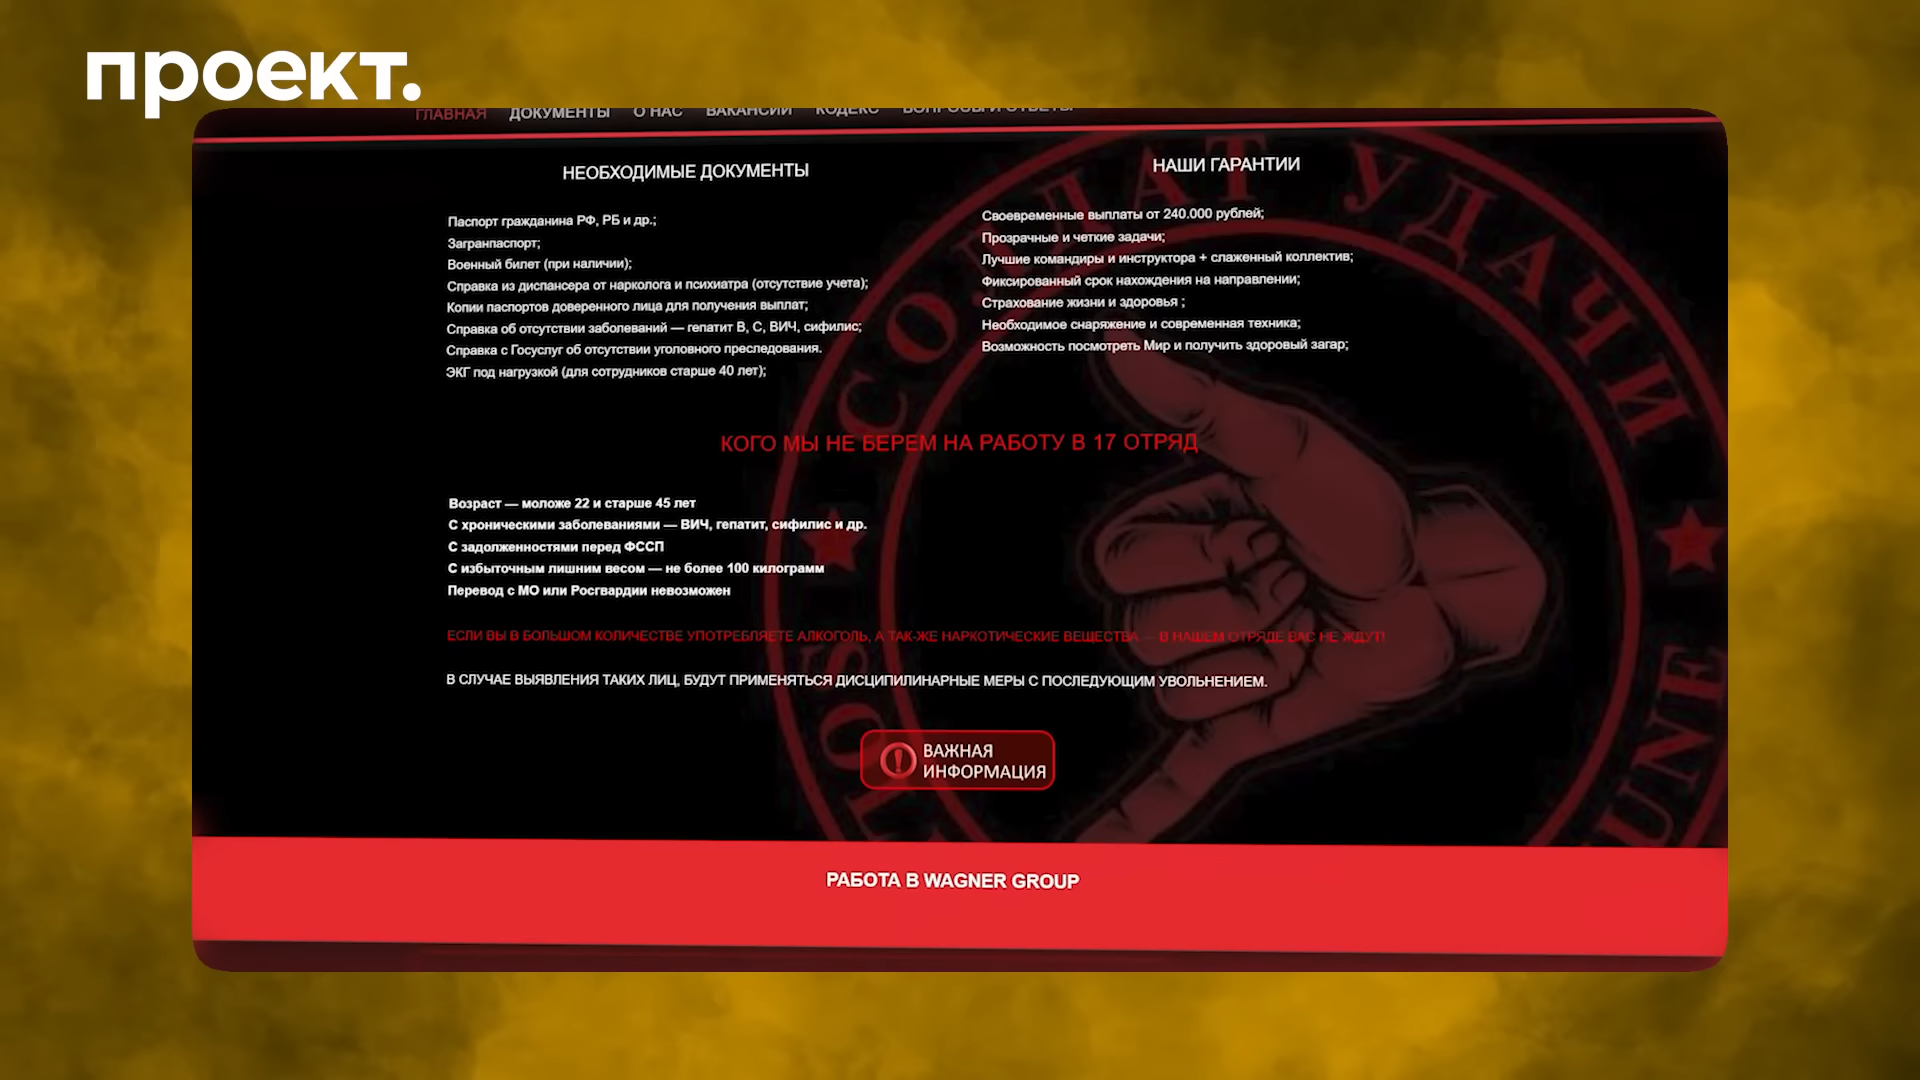 проект.
ГЛАВНАЯ ДОКУМЕНТЫ О НАС ВАКАНСИИ КОДЕКС ВОПРОСЫ И ОТВЕТЫ
НЕОБХОДИМЫЕ ДОКУМЕНТЫ
Паспорт гражданина РФ, РБ и др.;
Загранпаспорт;
Военный билет (при наличии);
Справка из диспансера от нарколога и психиатра (отсутствие учета);
Копии паспортов доверенного лица для получения выплат;
Справка об отсутствии заболеваний — гепатит B, C, ВИЧ, сифилис;
Справка с Госуслуг об отсутствии уголовного преследования.
ЭКГ под нагрузкой (для сотрудников старше 40 лет);
НАШИ ГАРАНТИИ
Своевременные выплаты от 240.000 рублей;
Прозрачные и четкие задачи;
Лучшие командиры и инструктора + слаженный коллектив;
Фиксированный срок нахождения на направлении;
Страхование жизни и здоровья ;
Необходимое снаряжение и современная техника;
Возможность посмотреть Мир и получить здоровый загар;
СОЛДАТ УДАЧИ
КОГО МЫ НЕ БЕРЕМ НА РАБОТУ В 17 ОТРЯД
Возраст — моложе 22 и старше 45 лет
С хроническими заболеваниями — ВИЧ, гепатит, сифилис и др.
С задолженностями перед ФССП
С избыточным лишним весом — не более 100 килограмм
Перевод с МО или Росгвардии невозможен
ЕСЛИ ВЫ В БОЛЬШОМ КОЛИЧЕСТВЕ УПОТРЕБЛЯЕТЕ АЛКОГОЛЬ, А ТАК-ЖЕ НАРКОТИЧЕСКИЕ ВЕЩЕСТВА — В НАШЕМ ОТРЯДЕ ВАС НЕ ЖДУТ!
В СЛУЧАЕ ВЫЯВЛЕНИЯ ТАКИХ ЛИЦ, БУДУТ ПРИМЕНЯТЬСЯ ДИСЦИПИЛИНАРНЫЕ МЕРЫ С ПОСЛЕДУЮЩИМ УВОЛЬНЕНИЕМ.
ВАЖНАЯ
ИНФОРМАЦИЯ
РАБОТА В WAGNER GROUP